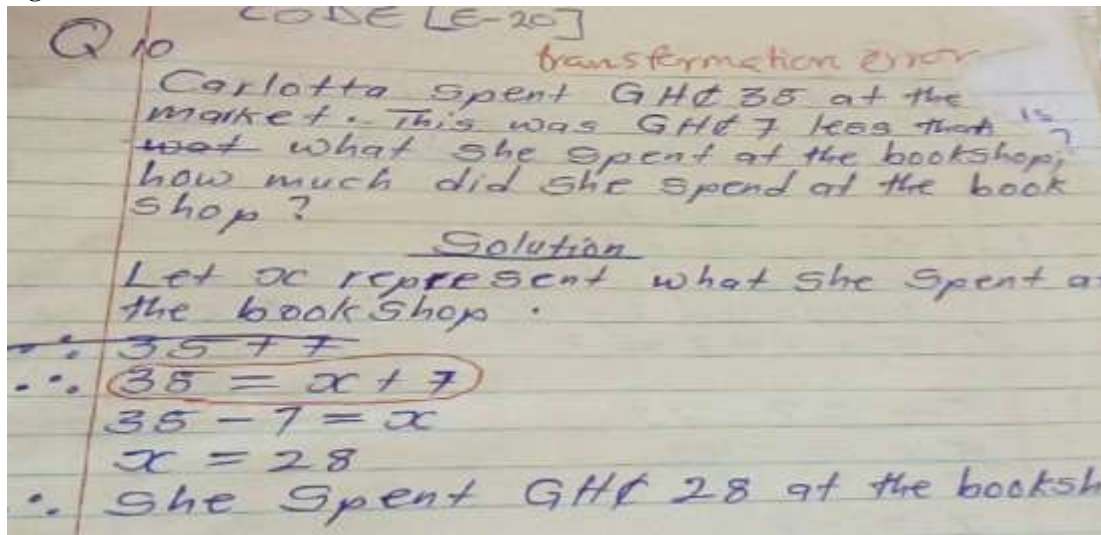 CODE [E-20]
Q 10
transformation error
Carlotta spent GH₵ 35 at the
market. This was GH₵ 7 less than is
wat what she spent at the bookshop, ?
how much did she spend at the book
shop?
Solution
Let x represent what she spent a
the bookshop.
∴ 35 + 7
∴ 35 = x + 7
35 - 7 = x
x = 28
∴ She Spent GH₵ 28 at the booksh